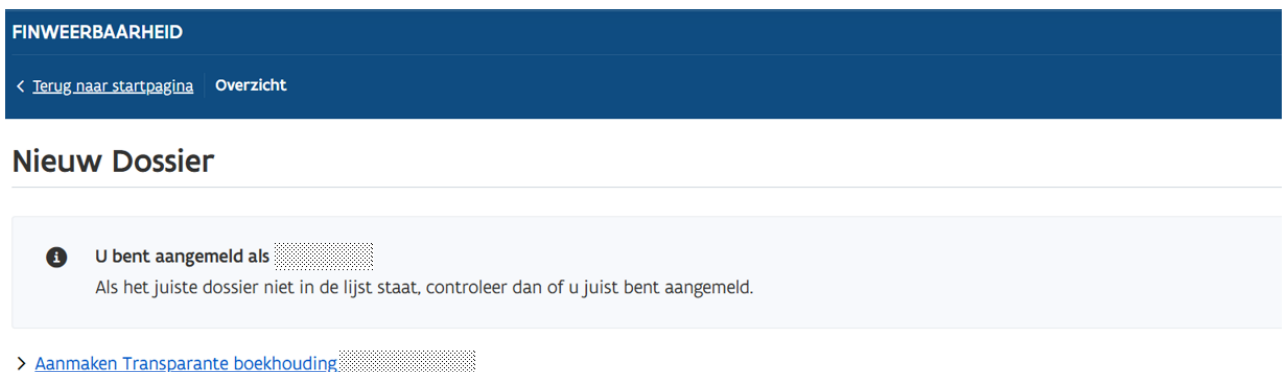 FINWEERBAARHEID
< Terug naar startpagina Overzicht
Nieuw Dossier
U bent aangemeld als
Als het juiste dossier niet in de lijst staat, controleer dan of u juist bent aangemeld.
> Aanmaken Transparante boekhouding